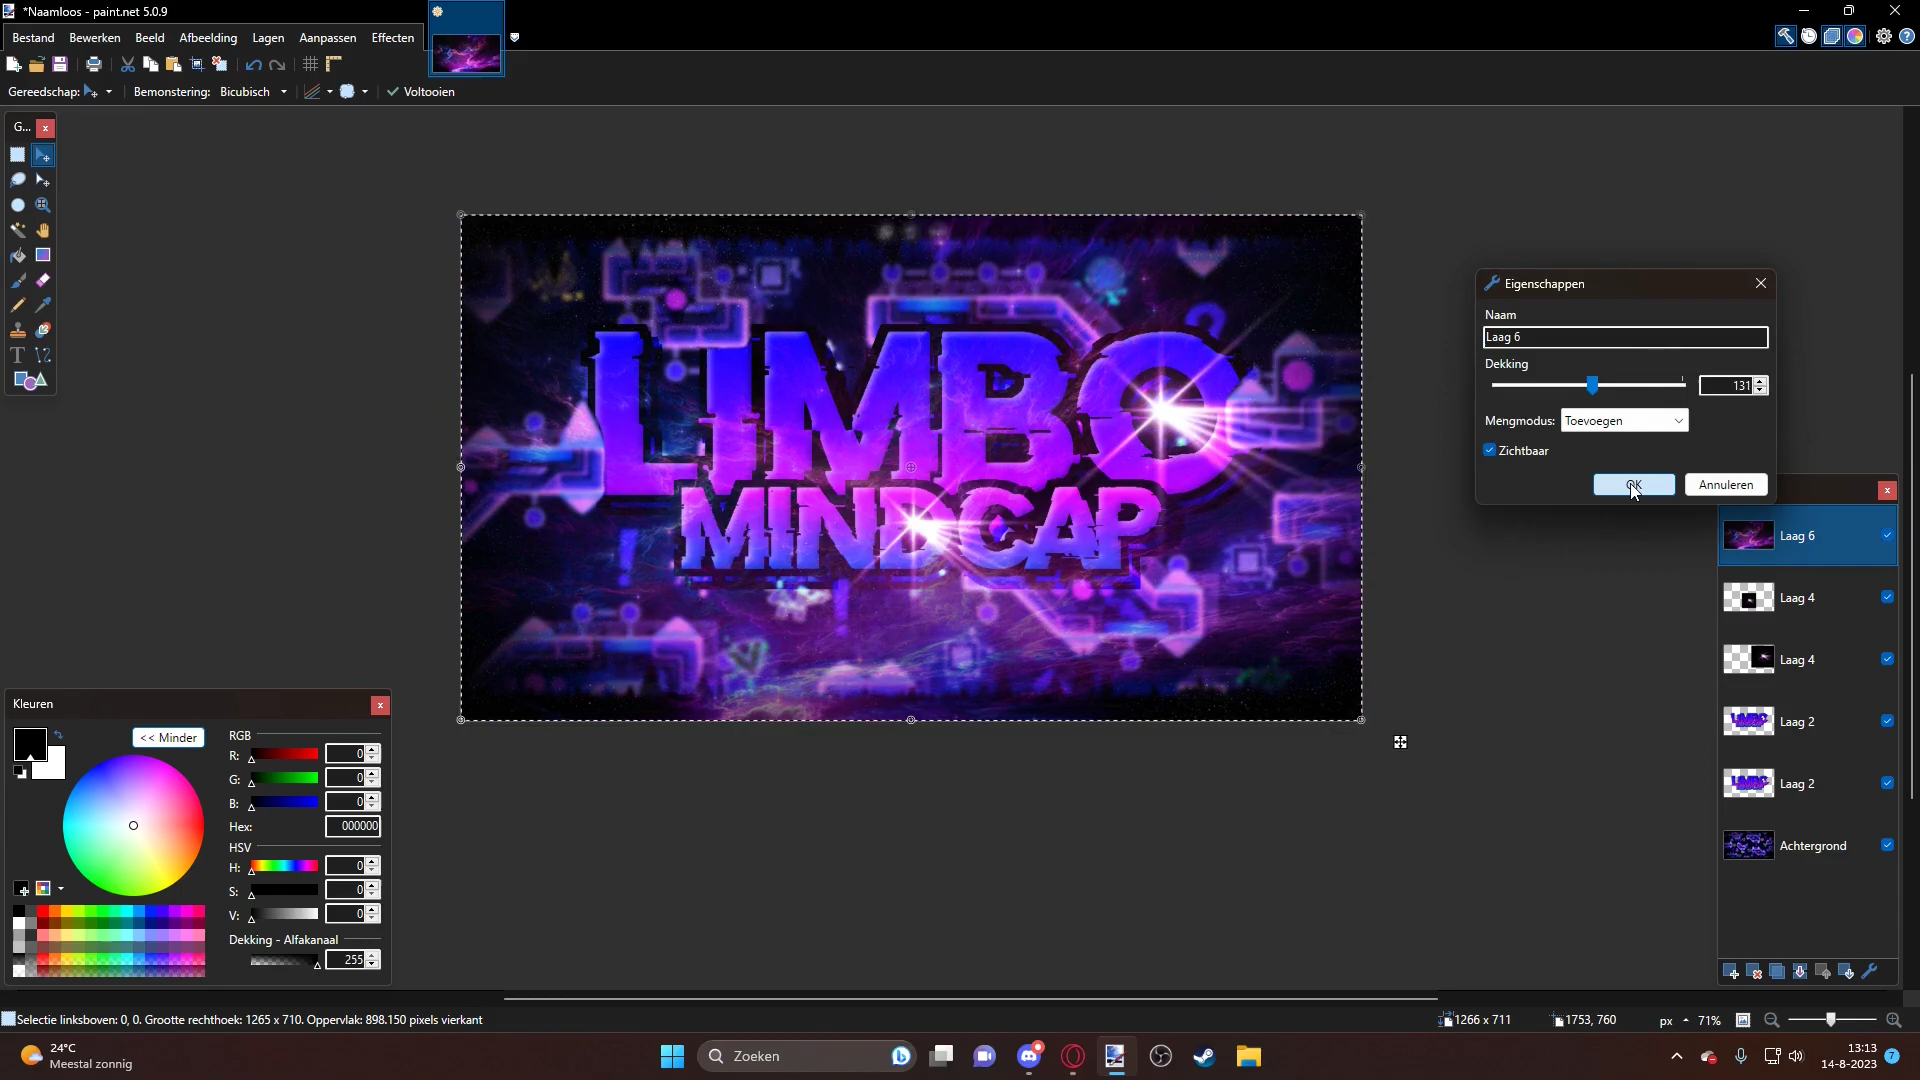 *Naamloos - paint.net 5.0.9
Bestand Bewerken Beeld Afbeelding Lagen Aanpassen Effecten
Gereedschap: Bemonstering: Bicubisch Voltooien
G... x
LIMBO
MINDCAP
Eigenschappen
Naam
Laag 6
Dekking
131
Mengmodus: Toevoegen
Zichtbaar
OK Annuleren
x
Laag 6
Laag 4
Laag 4
Laag 2
Laag 2
Achtergrond
Kleuren x
<< Minder
RGB
R: 0
G: 0
B: 0
Hex: 000000
HSV
H: 0
S: 0
V: 0
Dekking - Alfakanaal
255
Selectie linksboven: 0, 0. Grootte rechthoek: 1265 x 710. Oppervlak: 898.150 pixels vierkant
1266 x 711 1753, 760 px 71%
24°C
Meestal zonnig
Zoeken
13:13
14-8-2023 7